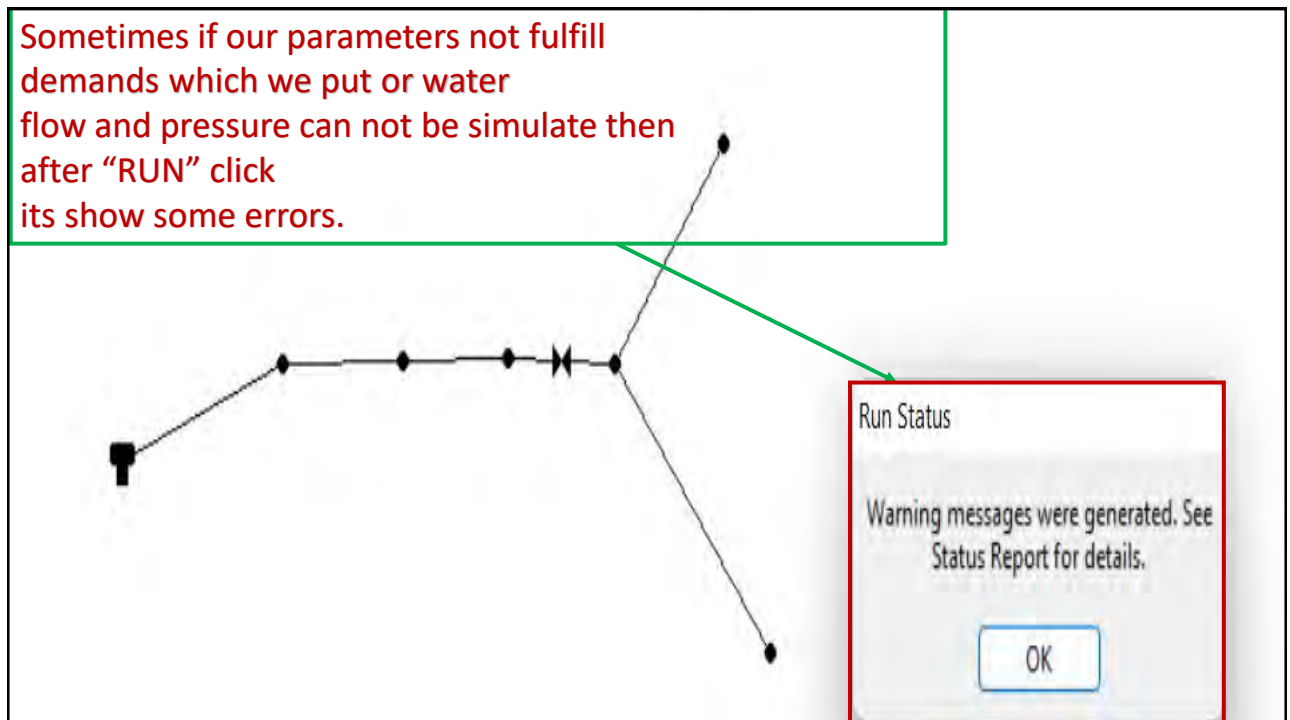 Sometimes if our parameters not fulfill
demands which we put or water
flow and pressure can not be simulate then
after “RUN” click
its show some errors.
Run Status
Warning messages were generated. See
Status Report for details.
OK